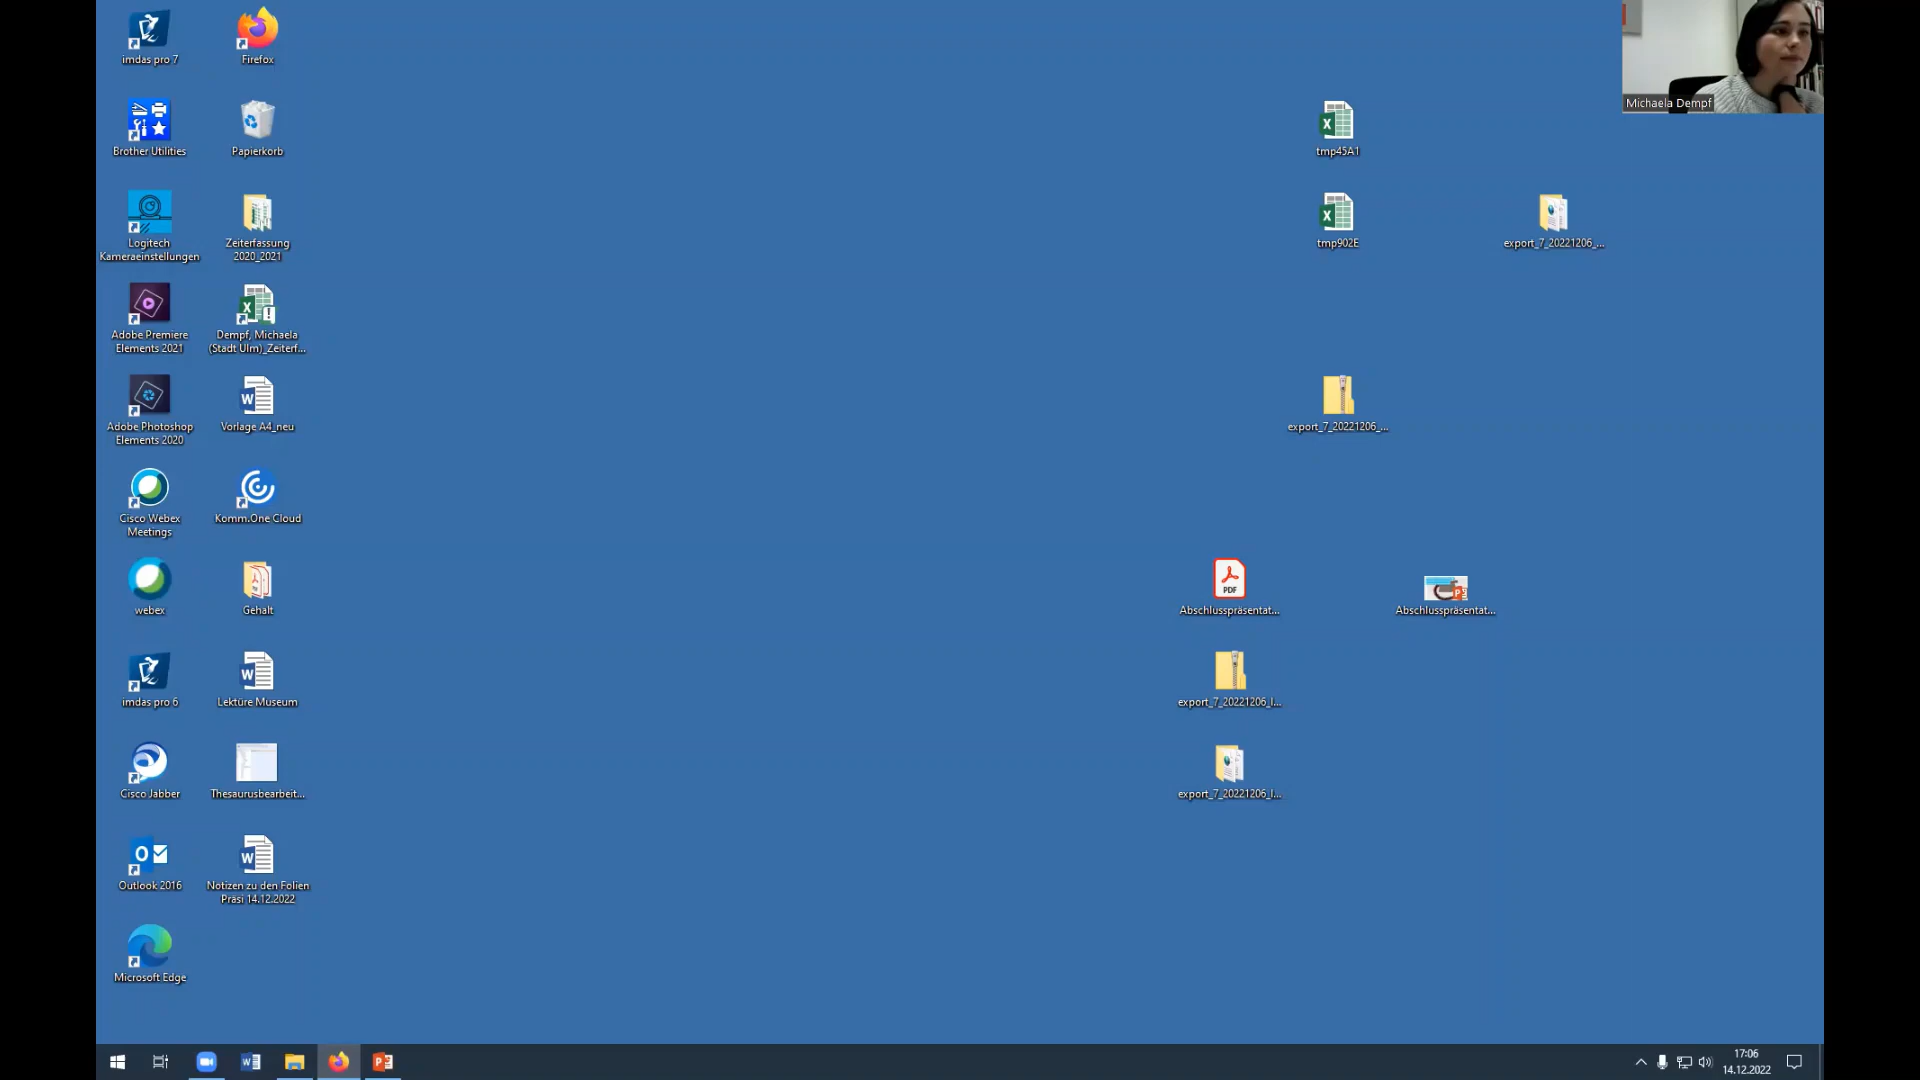 imdas pro 7
Firefox
Brother Utilities
Papierkorb
Logitech
Kameraeinstellungen
Zeiterfassung
2020_2021
Adobe Premiere
Elements 2021
Dempf, Michaela
(Stadt Ulm)_Zeiterf...
Adobe Photoshop
Elements 2020
Vorlage A4_neu
Cisco Webex
Meetings
Komm.One Cloud
webex
Gehalt
imdas pro 6
Lektüre Museum
Cisco Jabber
Thesaurusbearbeit...
Outlook 2016
Notizen zu den Folien
Präsi 14.12.2022
Microsoft Edge
Michaela Dempf
tmp45A1
tmp902E
export_7_20221206_...
export_7_20221206_...
PDF
Abschlusspräsentat...
Abschlusspräsentat...
export_7_20221206_I...
export_7_20221206_I...
17:06
14.12.2022